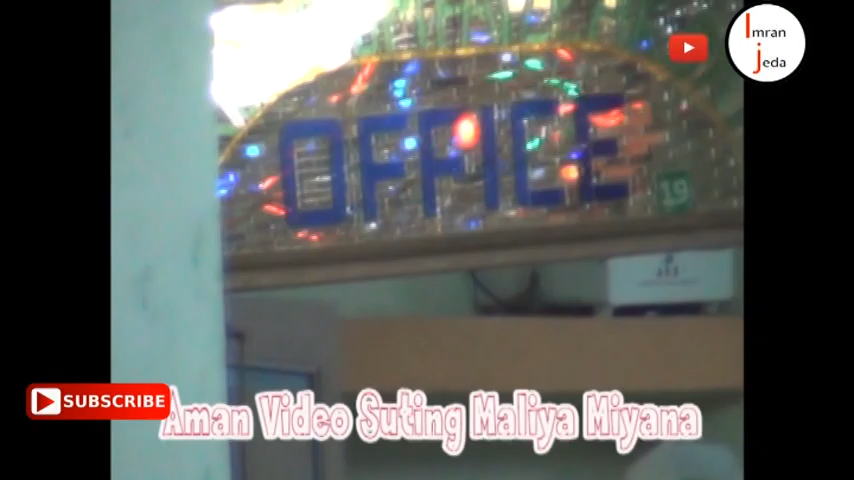 Imran
Jeda
OFFICE
19
SUBSCRIBE
Aman Video Suting Maliya Miyana